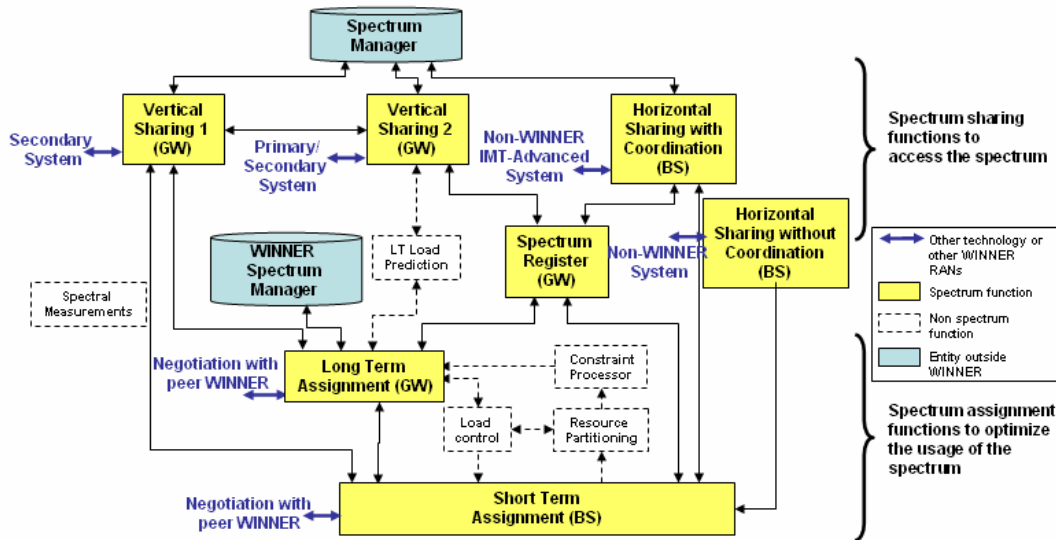 Spectrum
Manager
Vertical
Sharing 1
(GW)
Vertical
Sharing 2
(GW)
Horizontal
Sharing with
Coordination
(BS)
Secondary
System
Primary/
Secondary
System
Non-WINNER
IMT-Advanced
System
Spectrum sharing
functions to
access the spectrum
Horizontal
Sharing without
Coordination
(BS)
WINNER
Spectrum
Manager
LT Load
Prediction
Spectrum
Register
(GW)
Non-WINNER
System
Other technology or
other WINNER
RANs
Spectrum function
Non spectrum
function
Entity outside
WINNER
Spectral
Measurements
Negotiation with
peer WINNER
Long Term
Assignment (GW)
Constraint
Processor
Load
control
Resource
Partitioning
Spectrum assignment
functions to optimize
the usage of the
spectrum
Negotiation with
peer WINNER
Short Term
Assignment (BS)